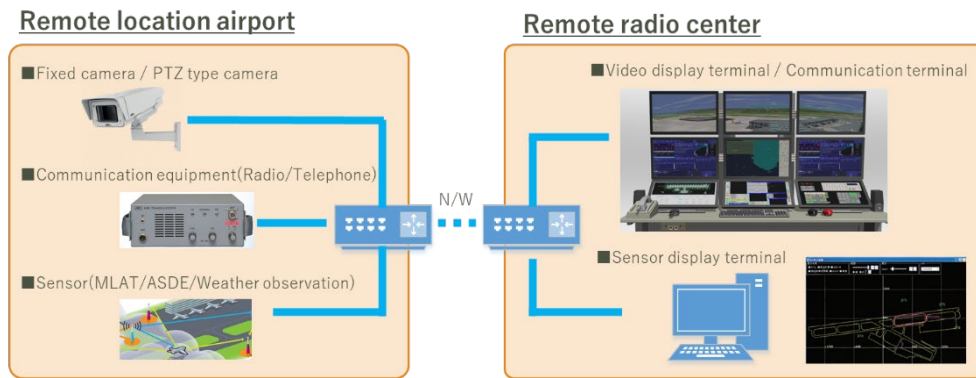 Remote location airport
■Fixed camera / PTZ type camera
■Communication equipment(Radio/Telephone)
■Sensor(MLAT/ASDE/Weather observation)
N/W
Remote radio center
■Video display terminal / Communication terminal
■Sensor display terminal